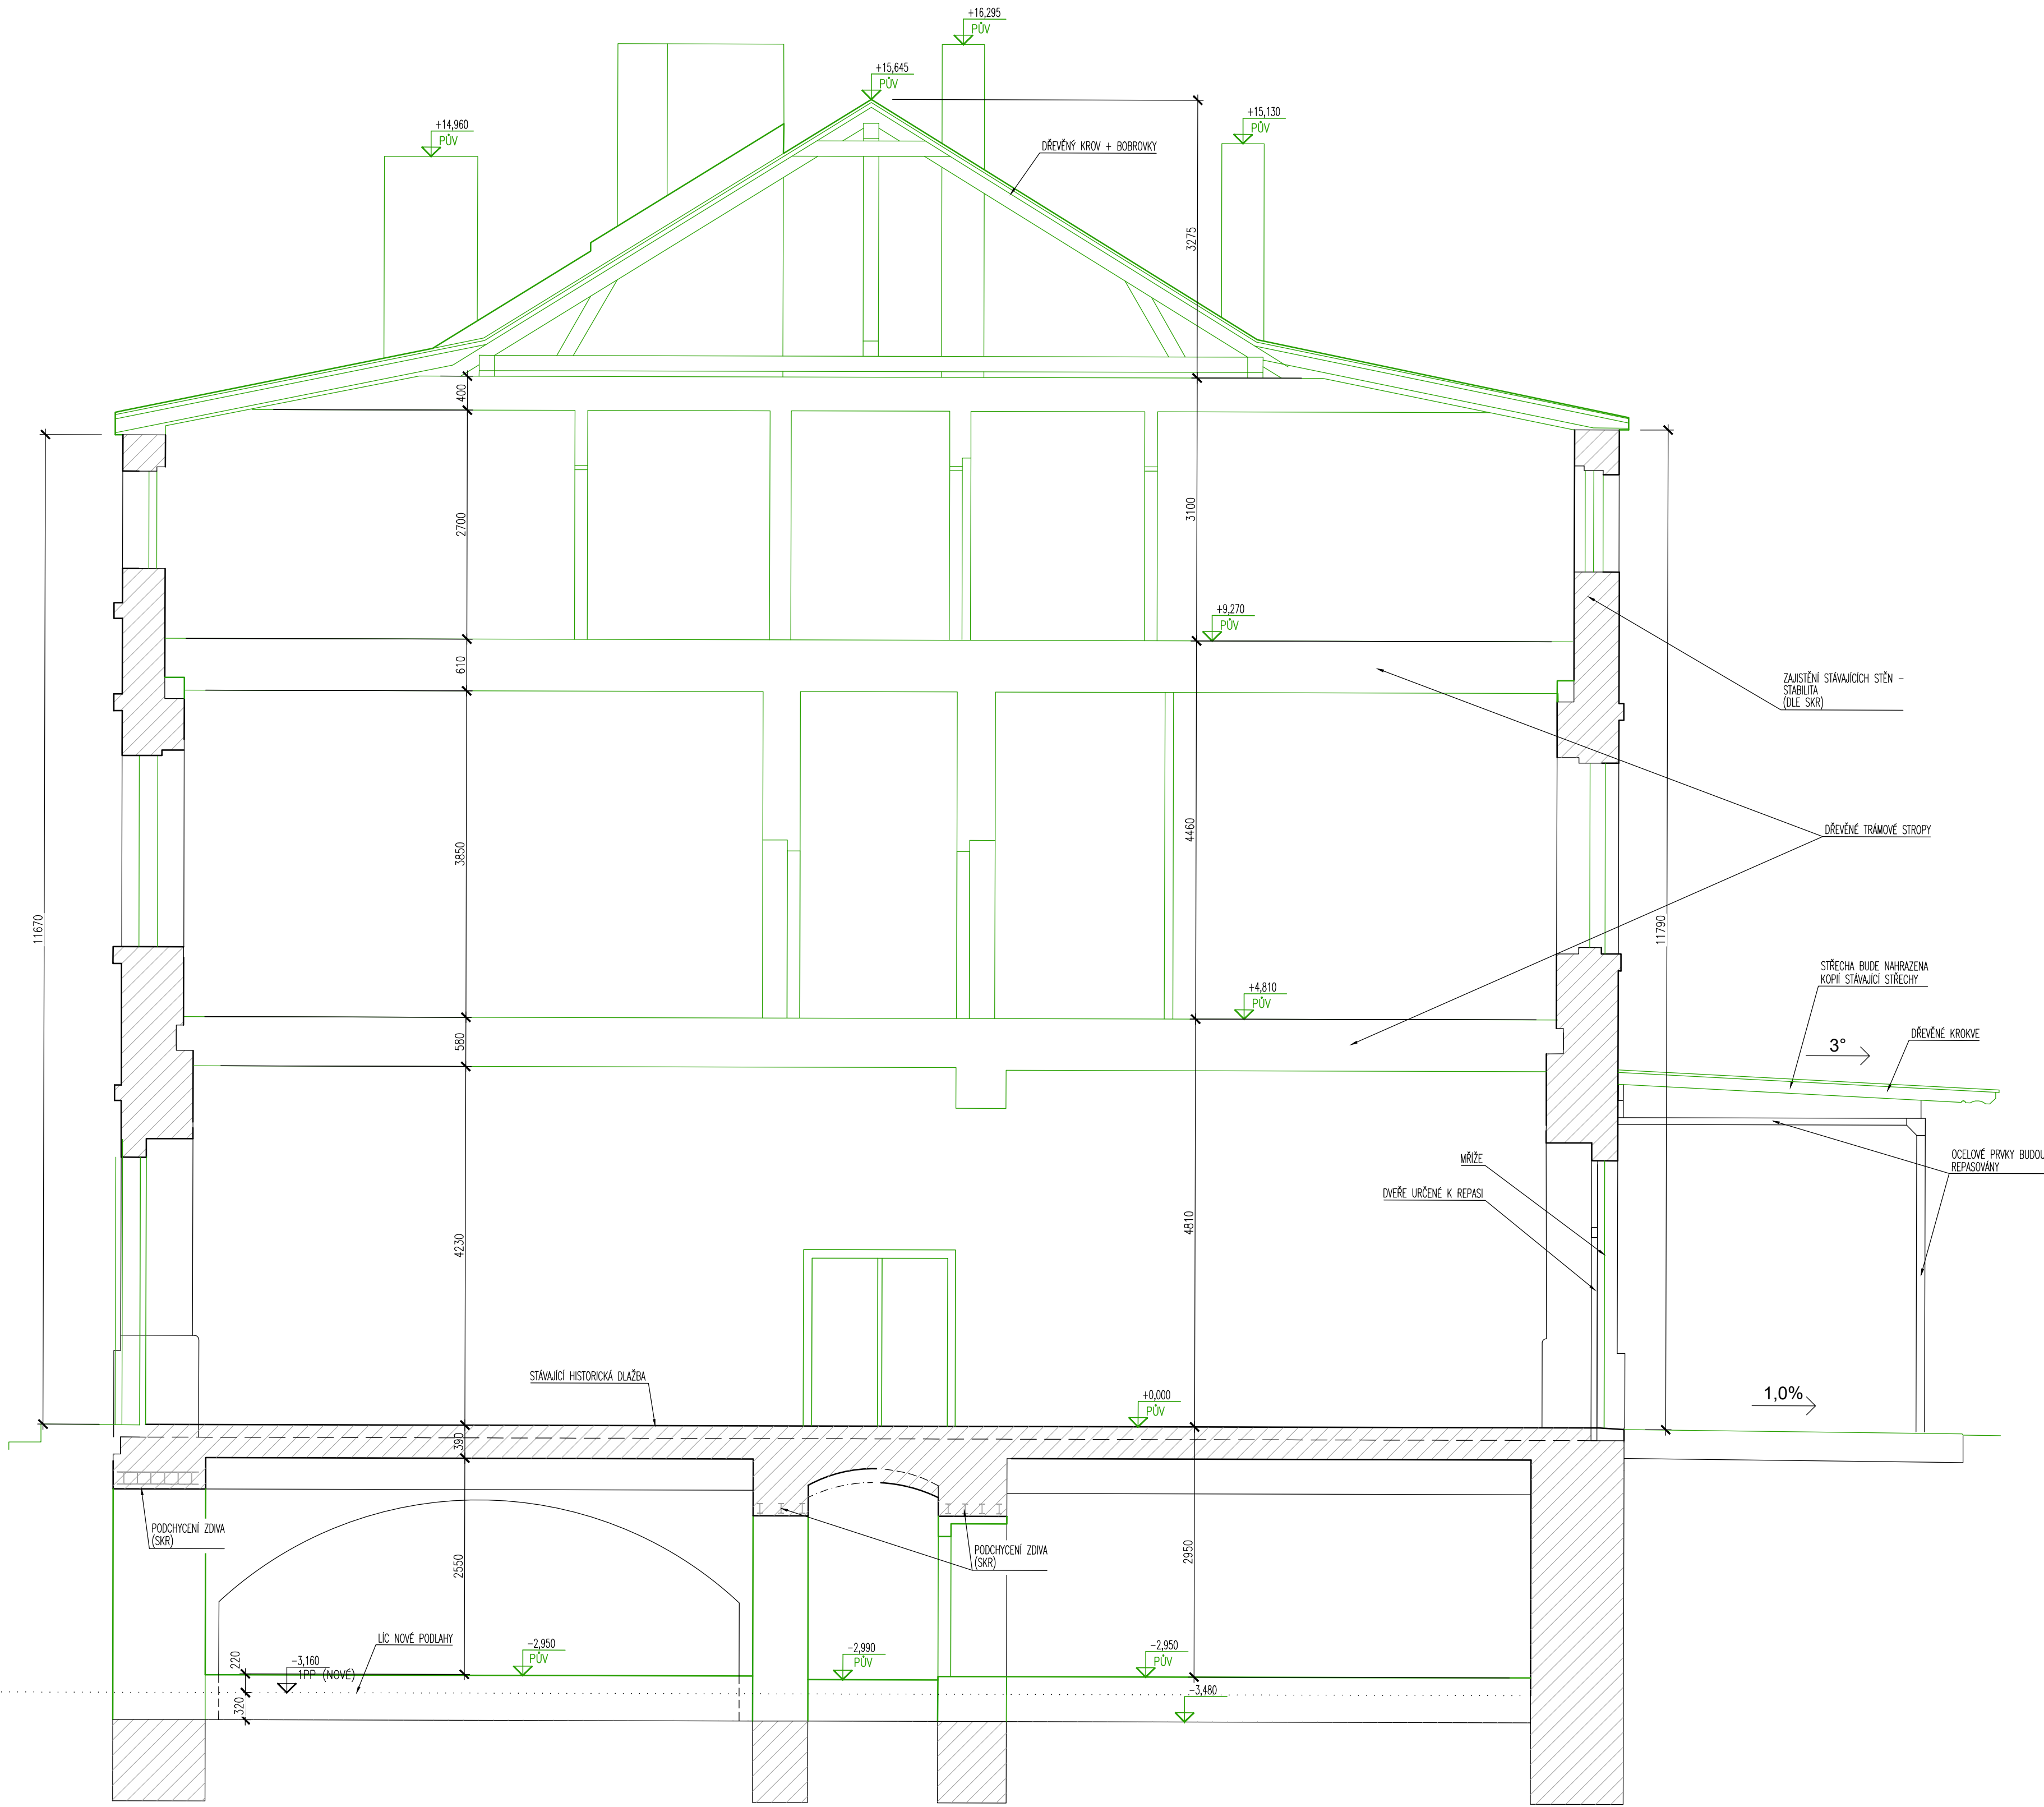 +16,295
PŮV
+15,645
PŮV
+14,960
PŮV
+15,130
PŮV
DŘEVĚNÝ KROV + BOBROVKY
3275
400
2700
3100
+9,270
PŮV
610
ZAJISTĚNÍ STÁVAJÍCÍCH STĚN –
STABILITA
(DLE SKR)
DŘEVĚNÉ TRÁMOVÉ STROPY
3850
4460
11670
11790
STŘECHA BUDE NAHRAZENA
KOPIÍ STÁVAJÍCÍ STŘECHY
+4,810
PŮV
DŘEVĚNÉ KROKVE
3°
580
MŘÍŽE
OCELOVÉ PRVKY BUDOU
REPASOVÁNY
DVEŘE URČENÉ K REPASI
4230
4810
STÁVAJÍCÍ HISTORICKÁ DLAŽBA
+0,000
PŮV
1,0%
390
PODCHYCENÍ ZDIVA
(SKR)
PODCHYCENÍ ZDIVA
(SKR)
2550
2950
LÍC NOVÉ PODLAHY
-2,950
PŮV
-2,990
PŮV
-2,950
PŮV
220
-3,160
1PP (NOVÉ)
-3,480
320